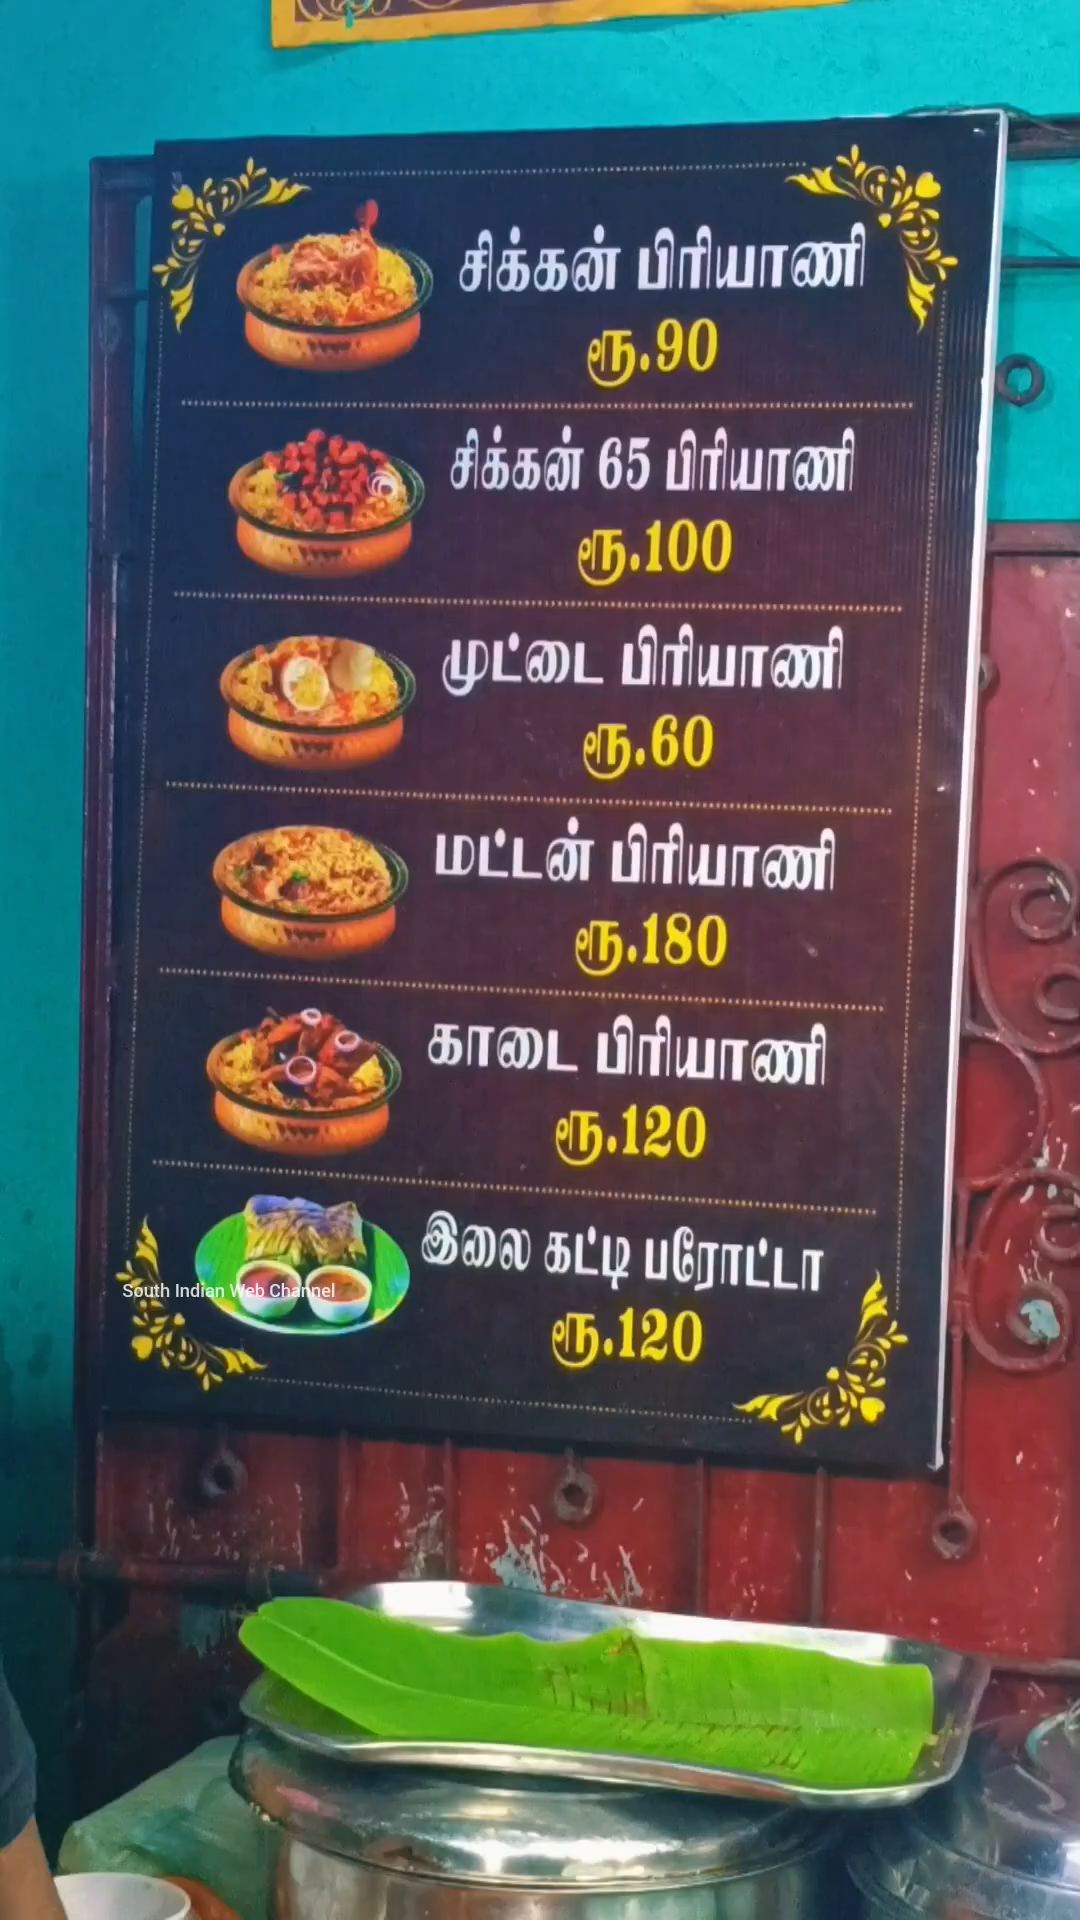 சிக்கன் பிரியாணி
ரூ.90
சிக்கன் 65 பிரியாணி
ரூ.100
முட்டை பிரியாணி
ரூ.60
மட்டன் பிரியாணி
ரூ.180
காடை பிரியாணி
ரூ.120
இலை கட்டி பரோட்டா
South Indian Web Channel
ரூ.120